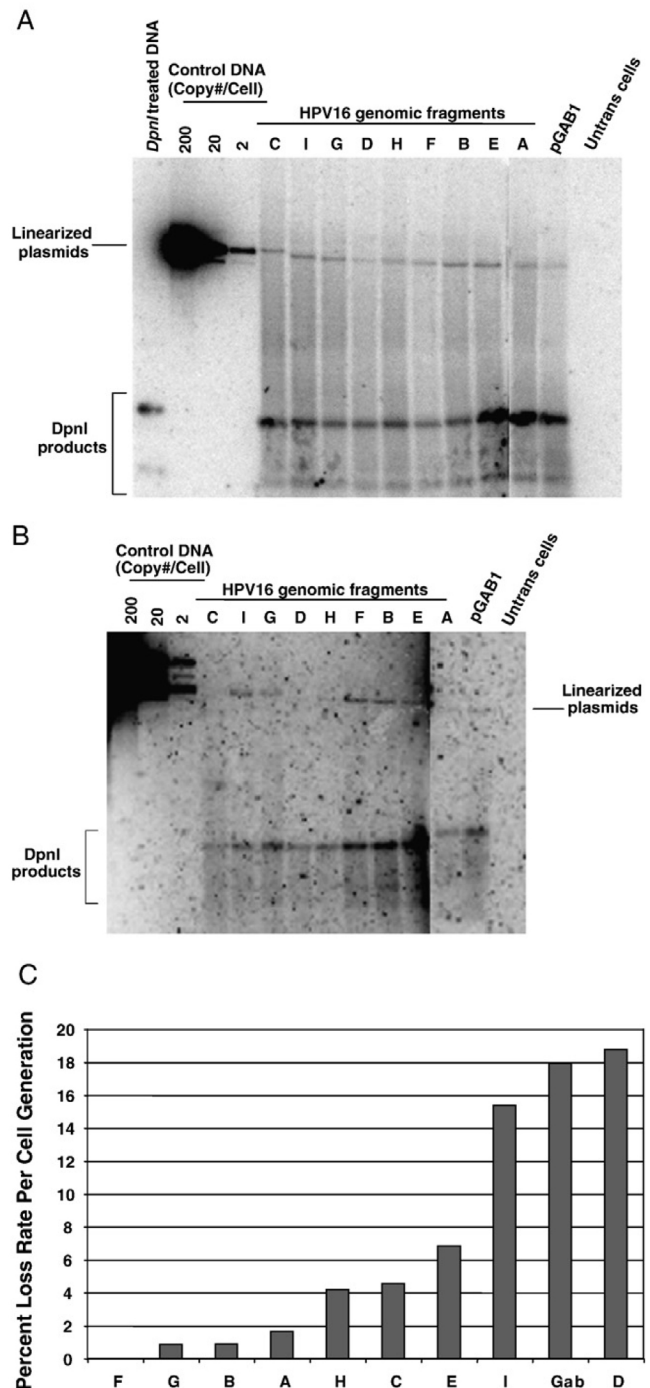 A
DpnI treated DNA
Control DNA
(Copy#/Cell)
200
20
2
HPV16 genomic fragments
C I G D H F B E A
pGAB1
Untrans cells
Linearized
plasmids
DpnI
products
B
Control DNA
(Copy#/Cell)
200
20
2
HPV16 genomic fragments
C I G D H F B E A
pGAB1
Untrans cells
Linearized
plasmids
DpnI
products
C
Percent Loss Rate Per Cell Generation
20
18
16
14
12
10
8
6
4
2
0
F G B A H C E I Gab D